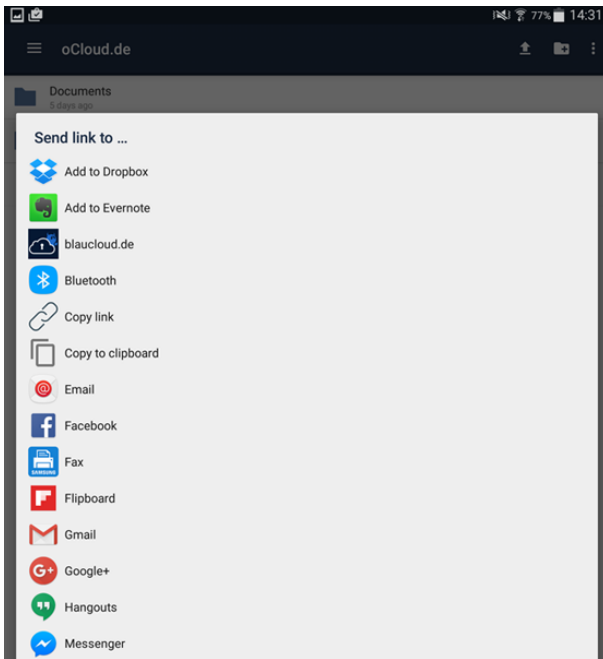 77% 14:31
oCloud.de
Documents
5 days ago
Send link to ...
Add to Dropbox
Add to Evernote
blaucloud.de
Bluetooth
Copy link
Copy to clipboard
Email
Facebook
SAMSUNG
Fax
Flipboard
Gmail
G+ Google+
Hangouts
Messenger